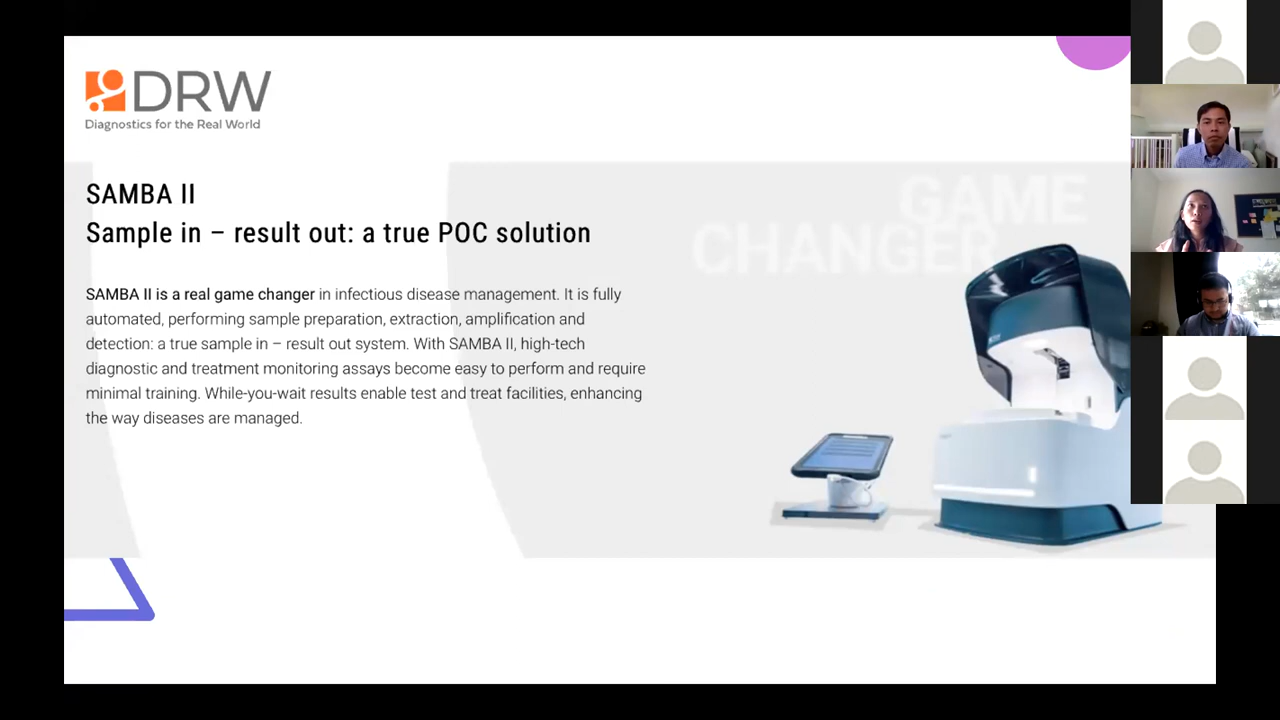 DRW
Diagnostics for the Real World
SAMBA II
Sample in – result out: a true POC solution
GAME
CHANGER
SAMBA II is a real game changer in infectious disease management. It is fully
automated, performing sample preparation, extraction, amplification and
detection: a true sample in – result out system. With SAMBA II, high-tech
diagnostic and treatment monitoring assays become easy to perform and require
minimal training. While-you-wait results enable test and treat facilities, enhancing
the way diseases are managed.